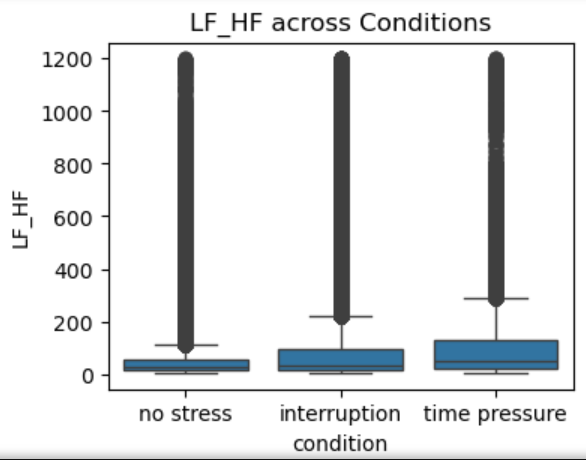 LF_HF across Conditions
1200
1000
800
600
400
200
0
LF_HF
no stress interruption time pressure
condition